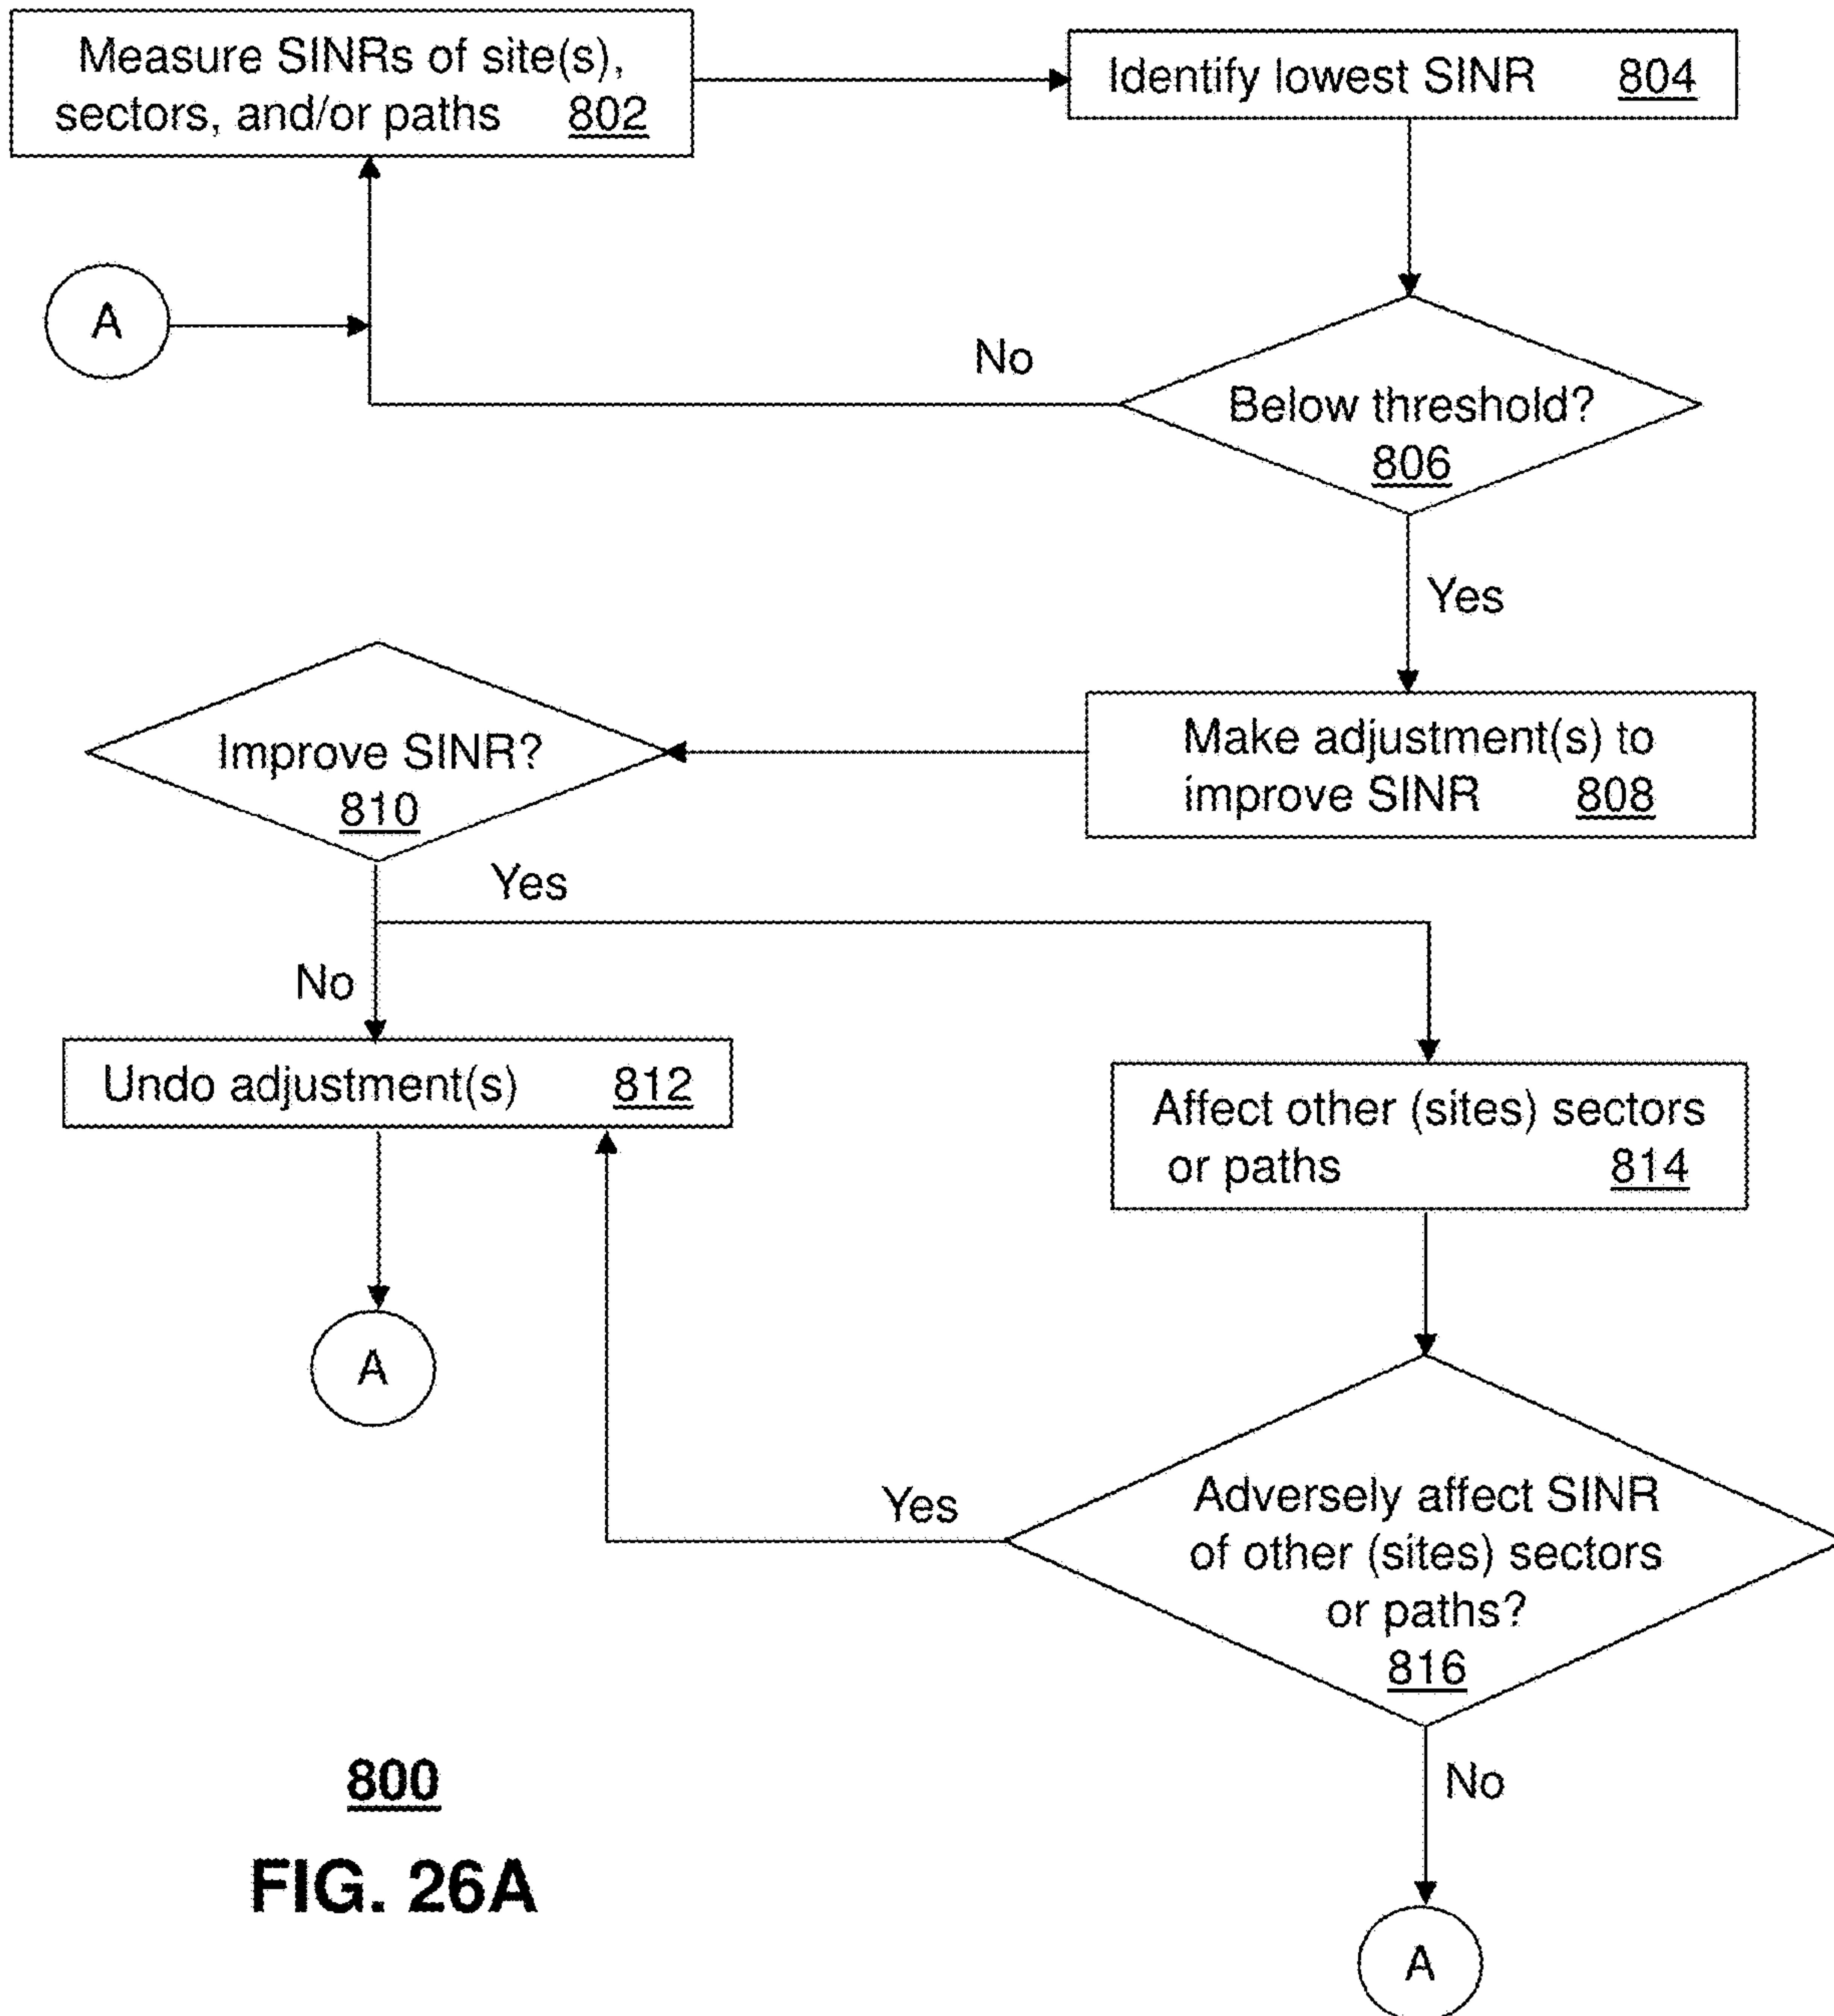 Measure SINRs of site(s),
sectors, and/or paths 802
Identify lowest SINR 804
A
No
Below threshold?
806
Yes
Improve SINR?
810
Make adjustment(s) to
improve SINR 808
Yes
No
Undo adjustment(s) 812
Affect other (sites) sectors
or paths 814
A
Yes
Adversely affect SINR
of other (sites) sectors
or paths?
816
800
No
FIG. 26A
A